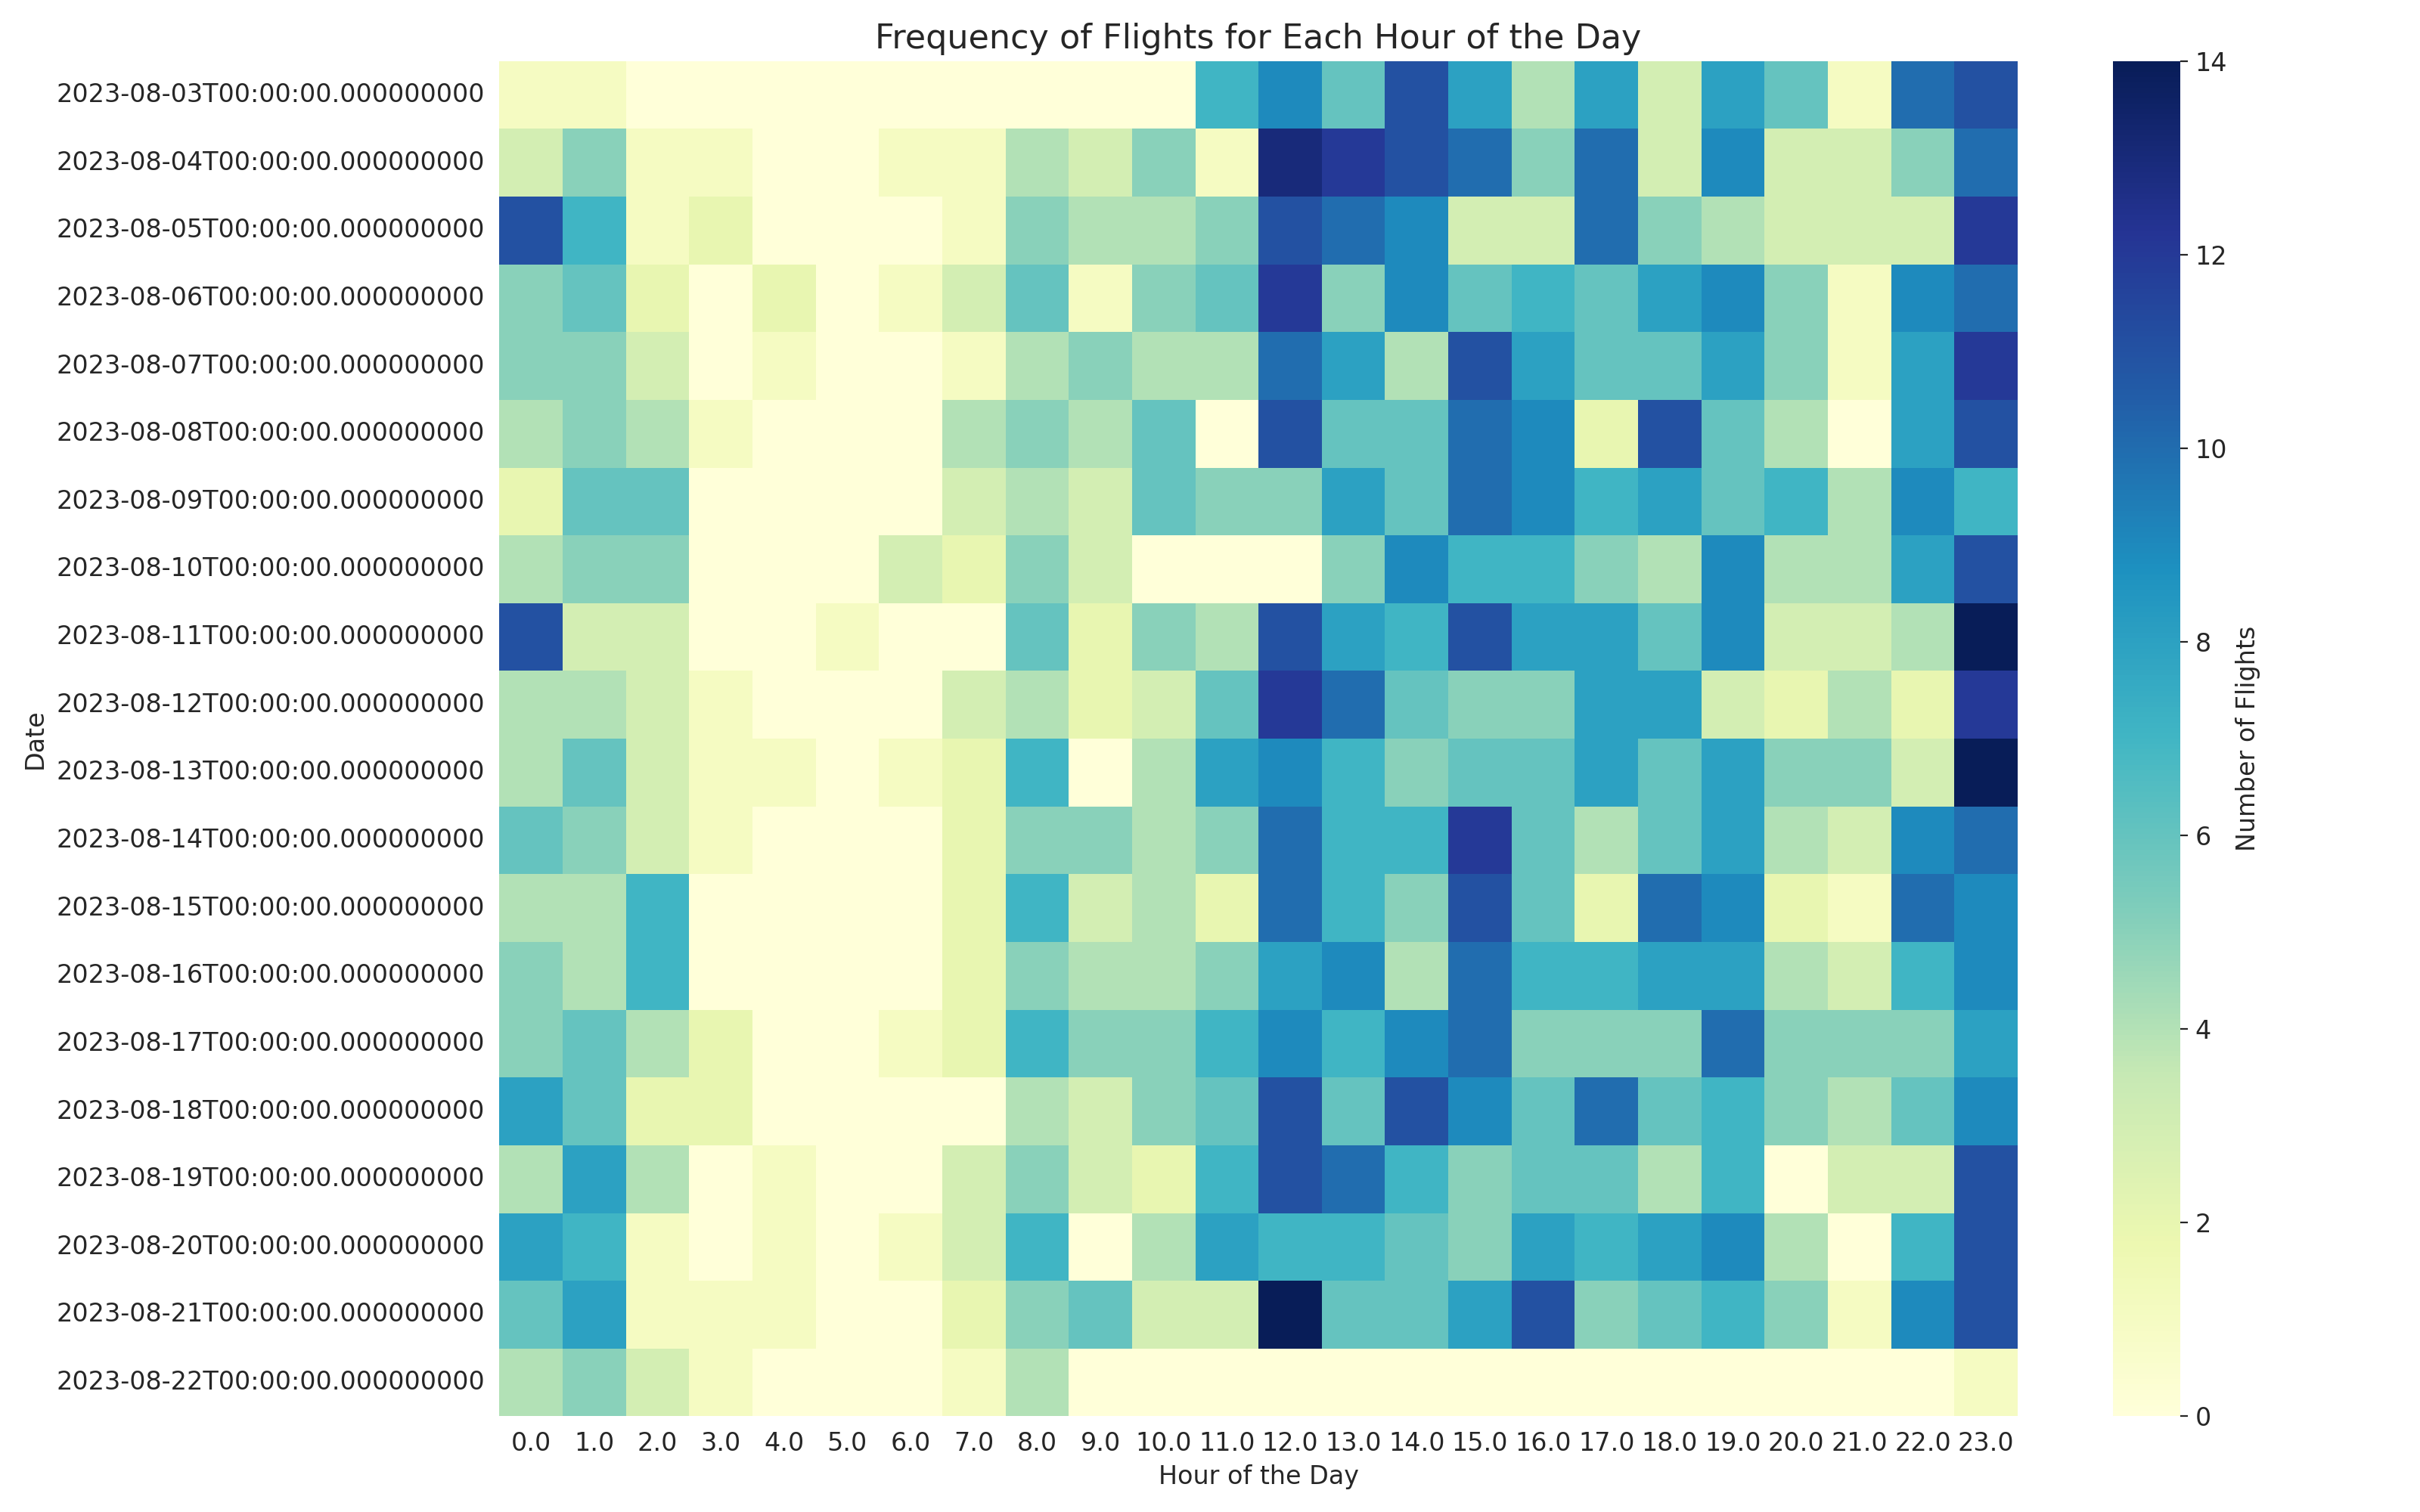 Frequency of Flights for Each Hour of the Day
2023-08-03T00:00:00.000000000
2023-08-04T00:00:00.000000000
2023-08-05T00:00:00.000000000
2023-08-06T00:00:00.000000000
2023-08-07T00:00:00.000000000
2023-08-08T00:00:00.000000000
2023-08-09T00:00:00.000000000
2023-08-10T00:00:00.000000000
2023-08-11T00:00:00.000000000
2023-08-12T00:00:00.000000000
2023-08-13T00:00:00.000000000
2023-08-14T00:00:00.000000000
2023-08-15T00:00:00.000000000
2023-08-16T00:00:00.000000000
2023-08-17T00:00:00.000000000
2023-08-18T00:00:00.000000000
2023-08-19T00:00:00.000000000
2023-08-20T00:00:00.000000000
2023-08-21T00:00:00.000000000
2023-08-22T00:00:00.000000000
Date
0.0 1.0 2.0 3.0 4.0 5.0 6.0 7.0 8.0 9.0 10.0 11.0 12.0 13.0 14.0 15.0 16.0 17.0 18.0 19.0 20.0 21.0 22.0 23.0
Hour of the Day
14
12
10
8
6
4
2
0
Number of Flights